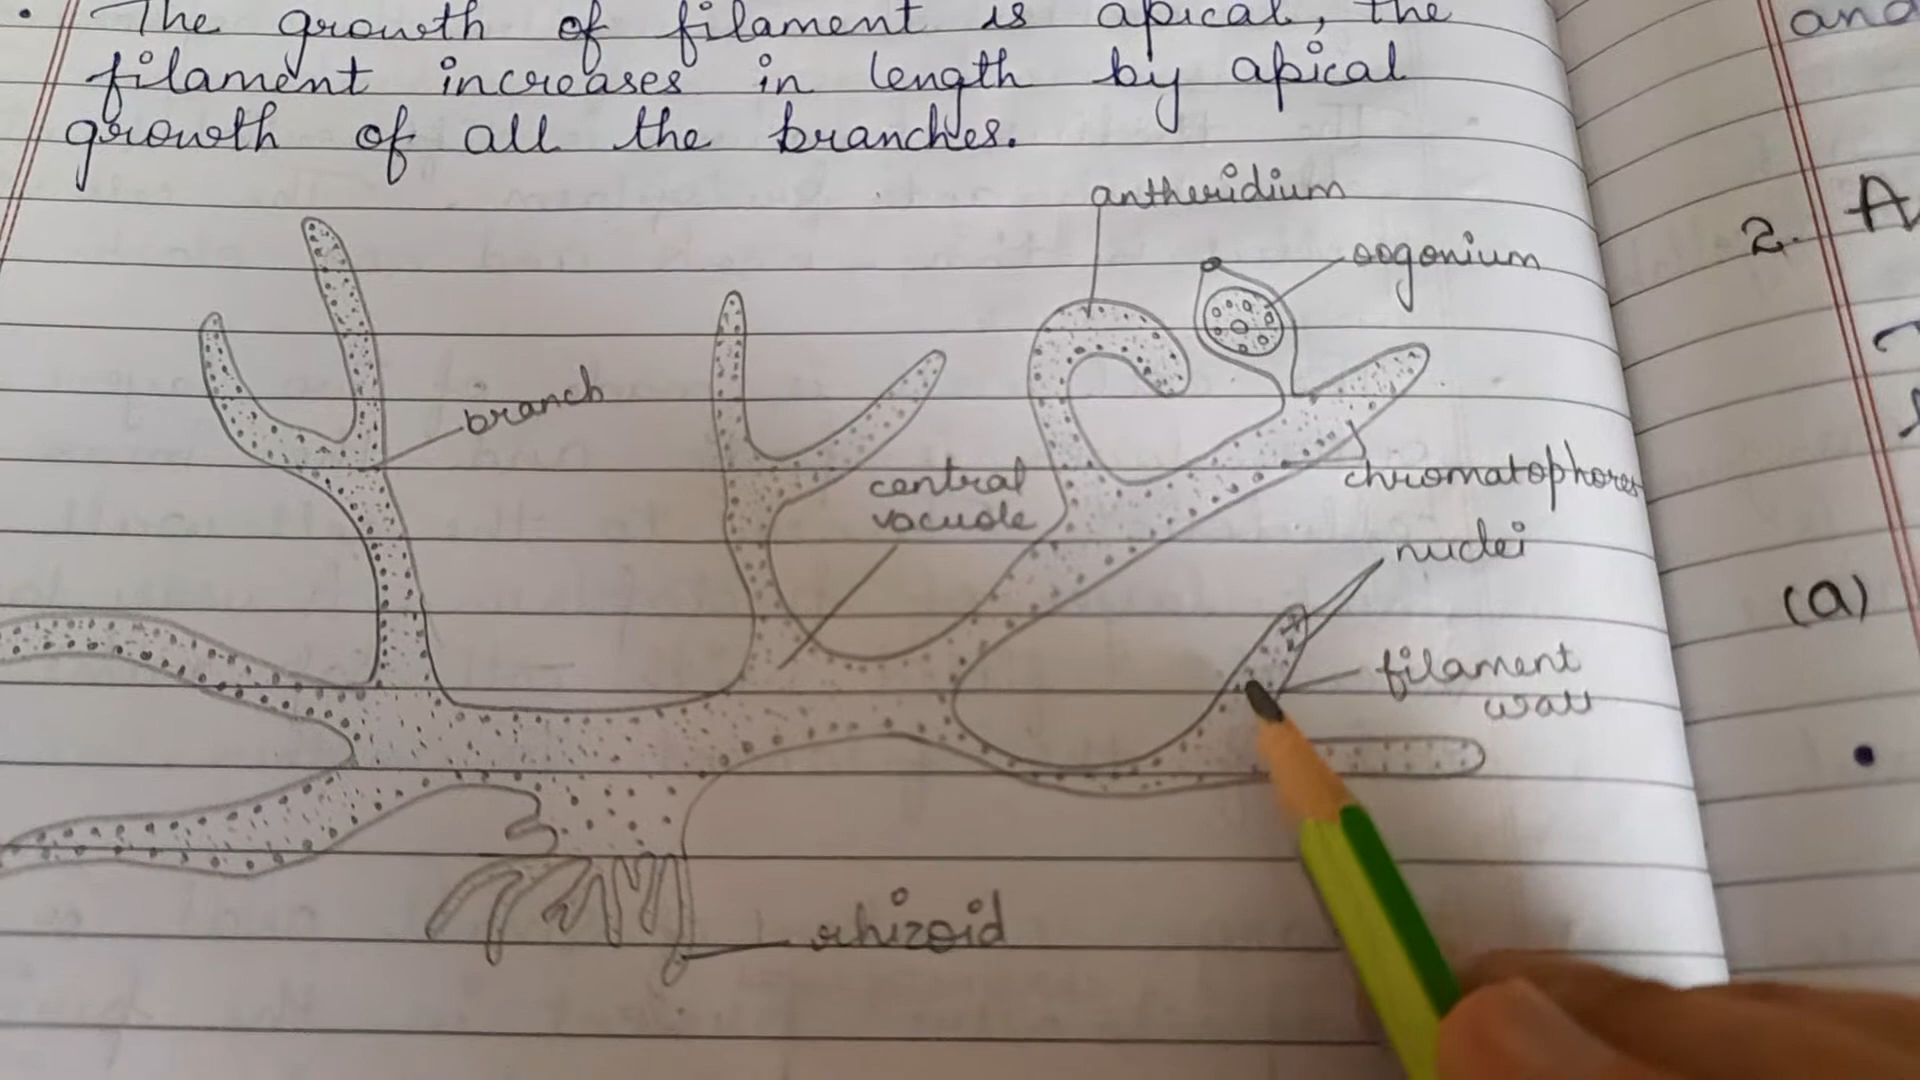 • The growth of filament is apical, the
filament increases in length by apical
growth of all the branches.
antheridium
oogonium
branch
central
vacuole
chromatophores
nuclei
filament
wall
rhizoid
and
2.
(a)
•